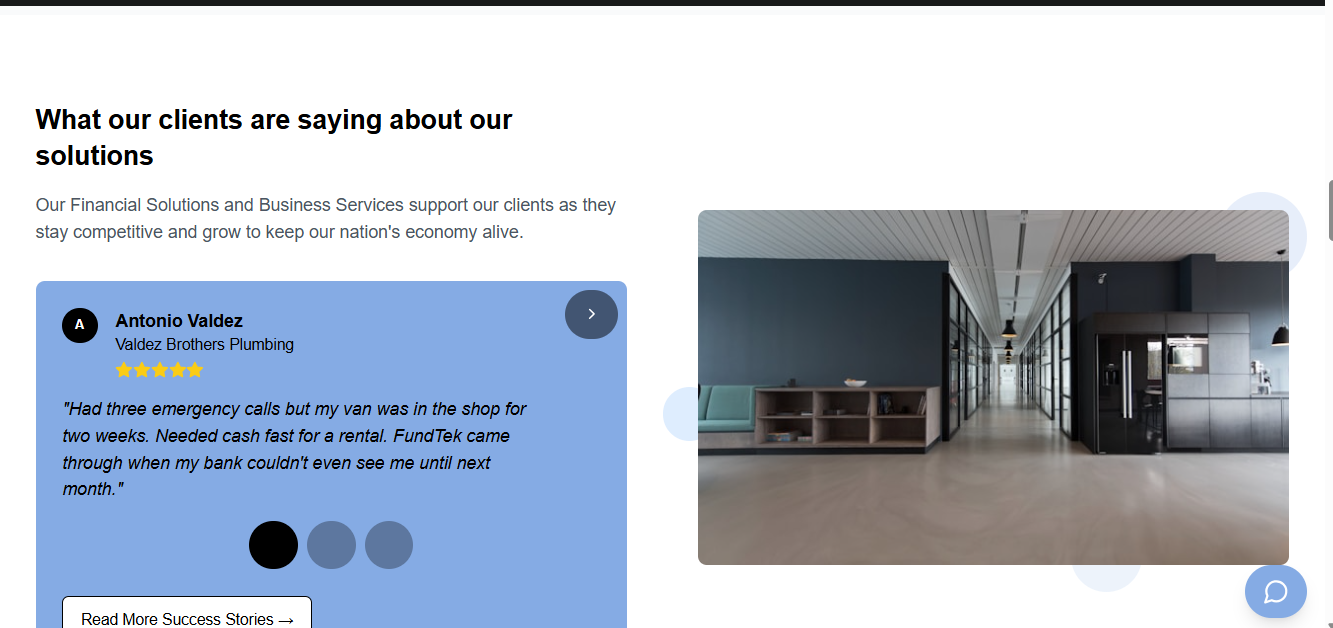 What our clients are saying about our
solutions
Our Financial Solutions and Business Services support our clients as they
stay competitive and grow to keep our nation's economy alive.
A
Antonio Valdez
Valdez Brothers Plumbing
"Had three emergency calls but my van was in the shop for
two weeks. Needed cash fast for a rental. FundTek came
through when my bank couldn't even see me until next
month."
Read More Success Stories →